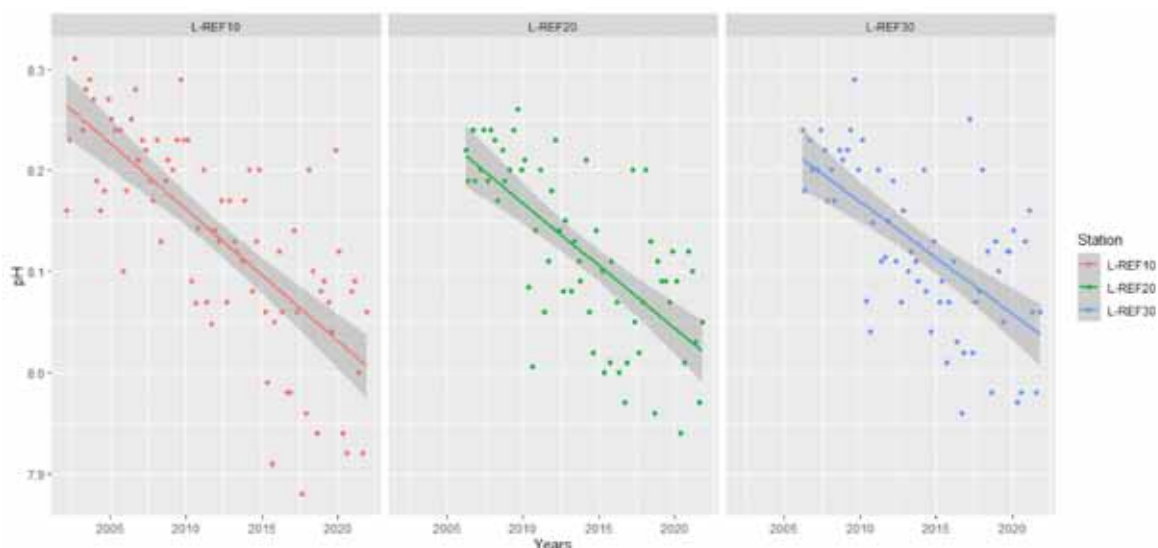 L-REF10 L-REF20 L-REF30
8.3
8.2
8.1
8.0
7.9
pH
2005 2010 2015 2020 2005 2010 2015 2020 2005 2010 2015 2020
Years
Station
L-REF10
L-REF20
L-REF30